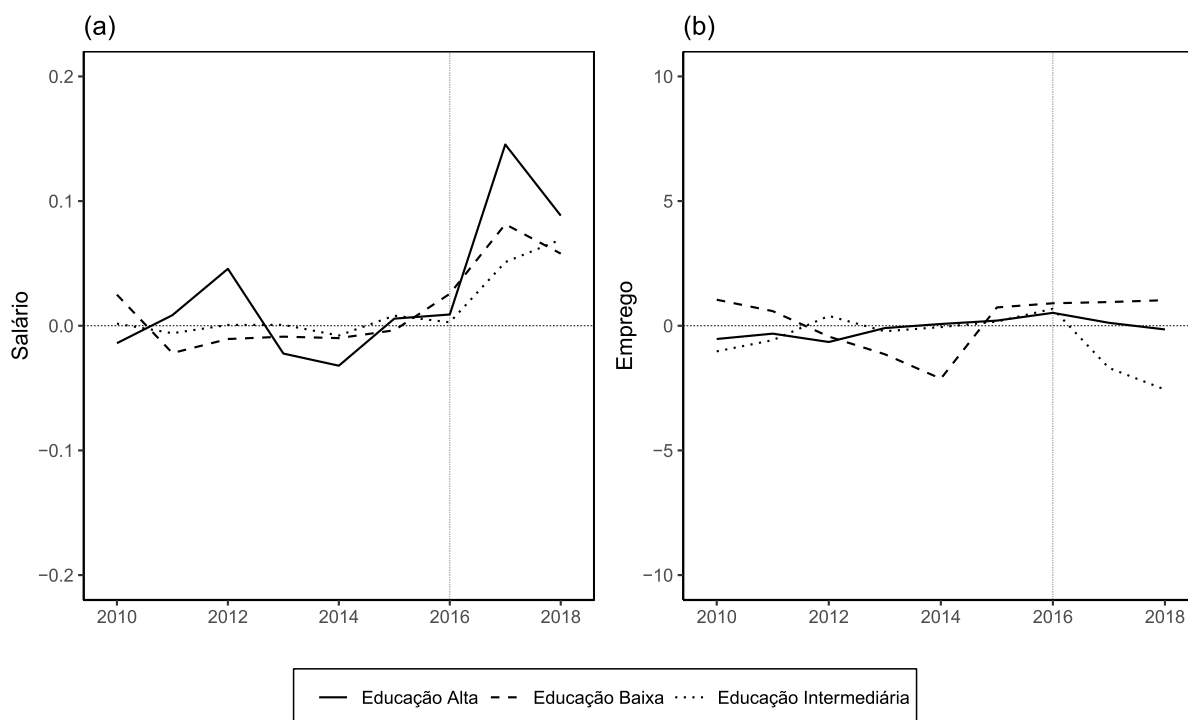 (a)
(b)
Salário
0.2
0.1
0.0
−0.1
−0.2
2010 2012 2014 2016 2018
Emprego
10
5
0
−5
−10
2010 2012 2014 2016 2018
Educação Alta Educação Baixa Educação Intermediária